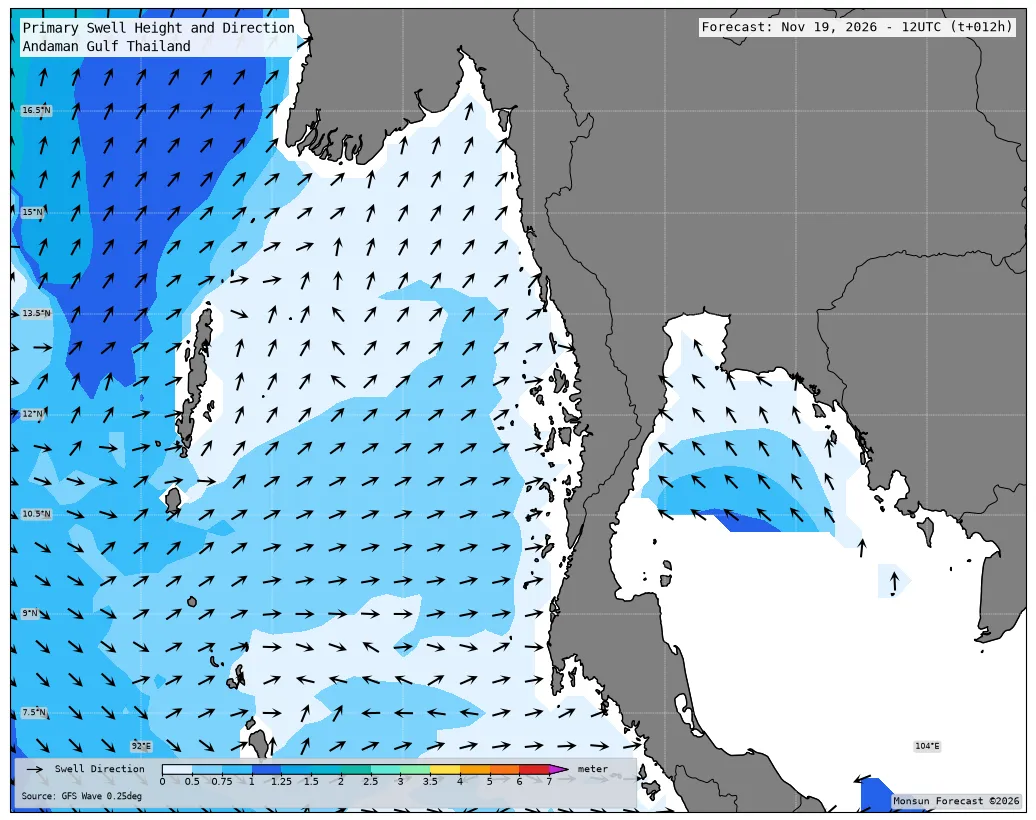 Primary Swell Height and Direction
Andaman Gulf Thailand
Forecast: Nov 19, 2026 - 12UTC (t+012h)
16.5°N
15°N
13.5°N
12°N
10.5°N
9°N
7.5°N
92°E
104°E
Swell Direction
0 0.5 0.75 1 1.25 1.5 2 2.5 3 3.5 4 5 6 7
meter
Source: GFS Wave 0.25deg
Monsun Forecast ©2026